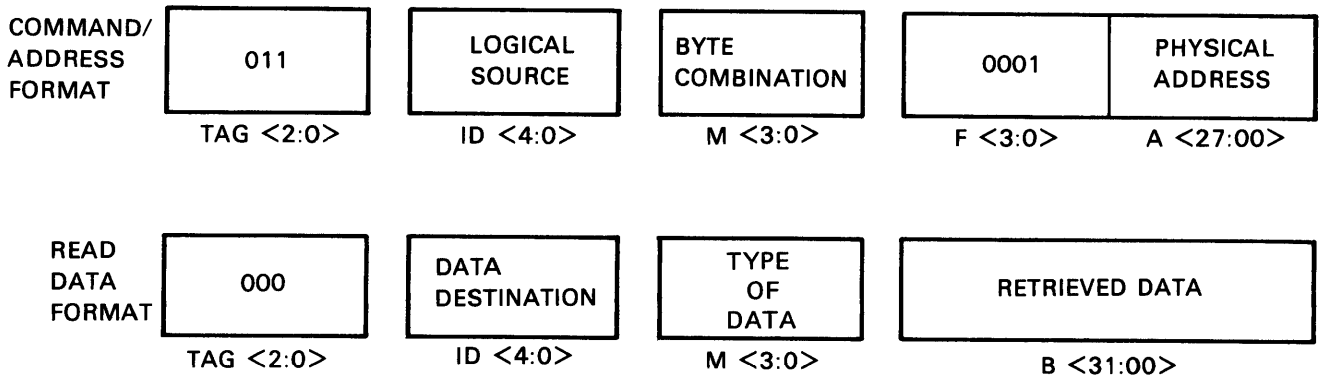 COMMAND/
ADDRESS
FORMAT
011
LOGICAL
SOURCE
BYTE
COMBINATION
0001
PHYSICAL
ADDRESS
TAG <2:0>
ID <4:0>
M <3:0>
F <3:0>
A <27:00>
READ
DATA
FORMAT
000
DATA
DESTINATION
TYPE
OF
DATA
RETRIEVED DATA
TAG <2:0>
ID <4:0>
M <3:0>
B <31:00>